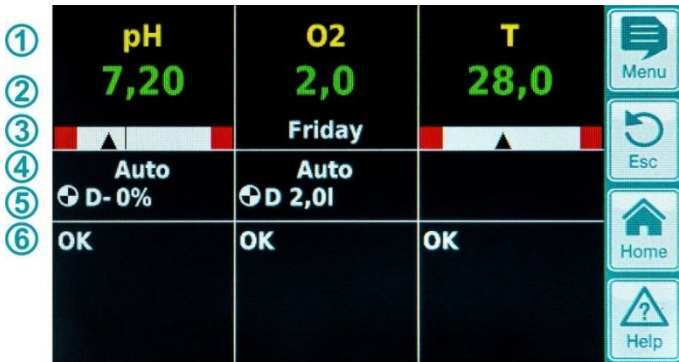 ① pH O2 T
② 7,20 2,0 28,0
③ Friday
④ Auto Auto
⑤ D- 0% D 2,0l
⑥ OK OK OK
Menu
Esc
Home
? Help